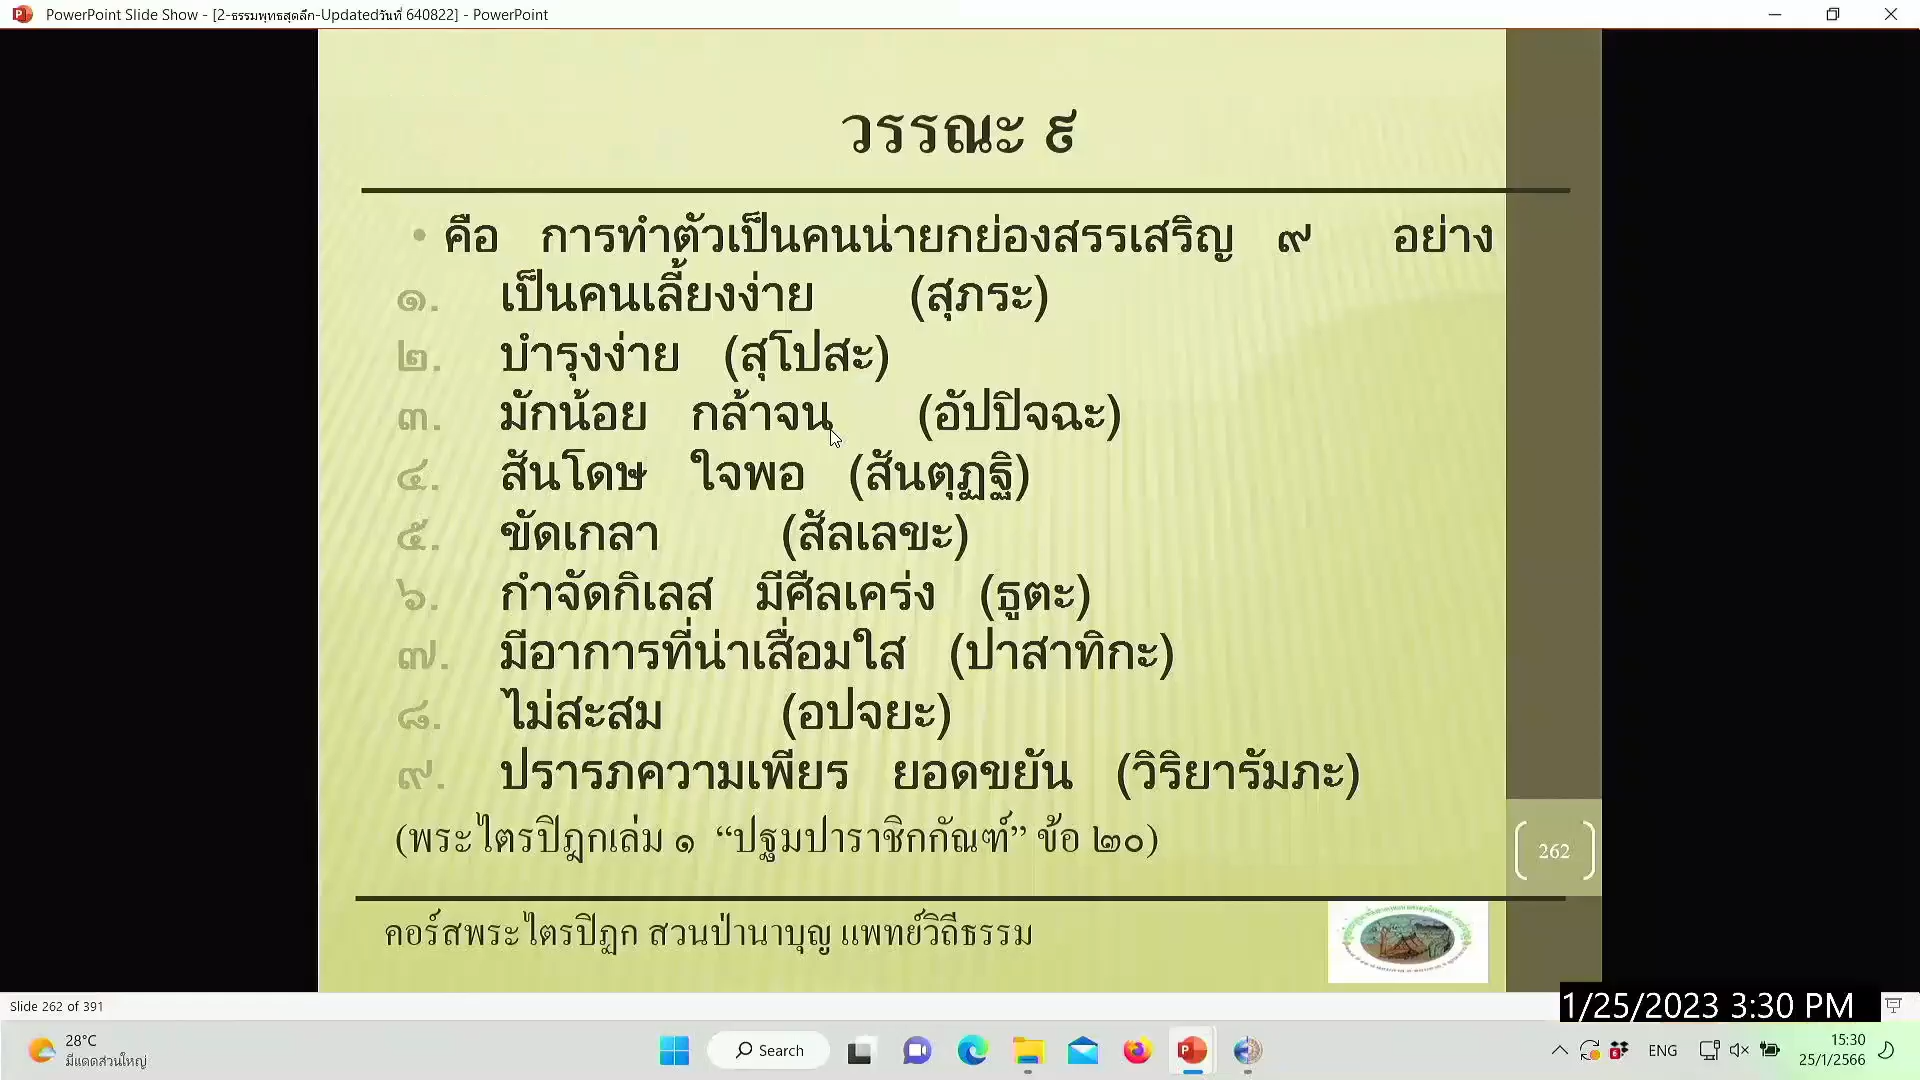 PowerPoint Slide Show - [2-ธรรมพุทธสุดลึก-Updatedวันที่ 640822] - PowerPoint
วรรณะ ๙
• คือ การทำตัวเป็นคนน่ายกย่องสรรเสริญ ๙ อย่าง
๑. เป็นคนเลี้ยงง่าย (สุภระ)
๒. บำรุงง่าย (สุโปสะ)
๓. มักน้อย กล้าจน (อัปปิจฉะ)
๔. สันโดษ ใจพอ (สันตุฏฐิ)
๕. ขัดเกลา (สัลเลขะ)
๖. กำจัดกิเลส มีศีลเคร่ง (ธูตะ)
๗. มีอาการที่น่าเสื่อมใส (ปาสาทิกะ)
๘. ไม่สะสม (อปจยะ)
๙. ปรารภความเพียร ยอดขยัน (วิริยารัมภะ)
(พระไตรปิฎกเล่ม ๑ “ปฐมปาราชิกกัณฑ์” ข้อ ๒๐)
262
คอร์สพระไตรปิฎก สวนป่านาบุญ แพทย์วิถีธรรม
Slide 262 of 391
1/25/2023 3:30 PM
28°C
มีแดดส่วนใหญ่
Search
ENG
15:30
25/1/2566